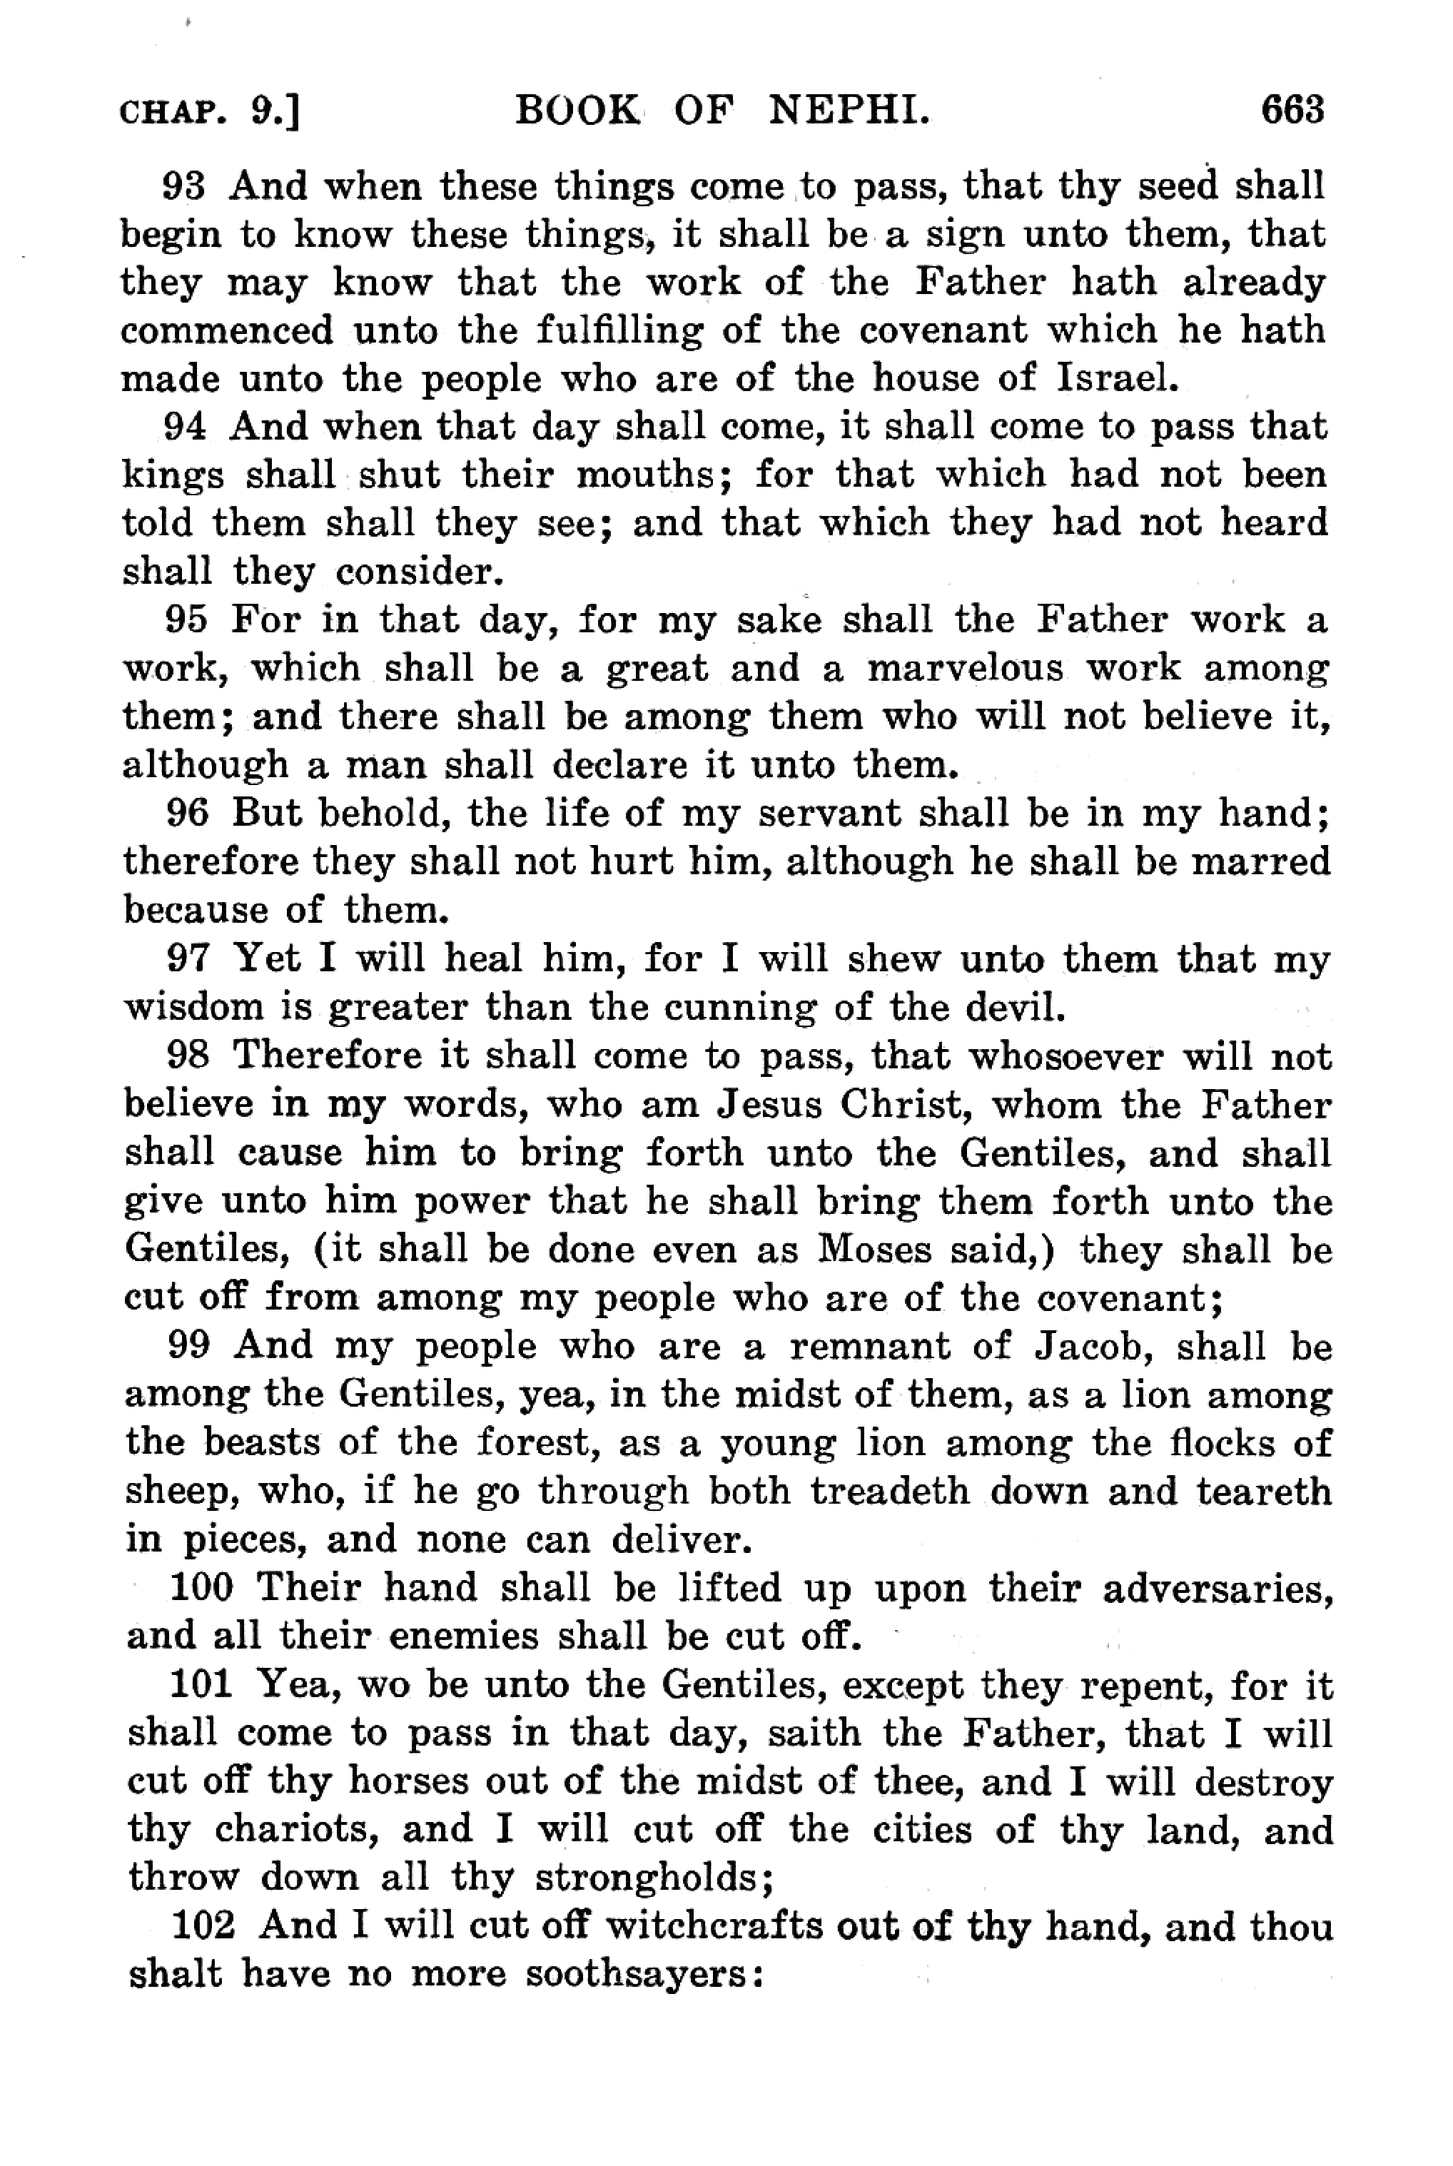 CHAP. 9.] BOOK OF NEPHI. 663
93 And when these things come to pass, that thy seed shall
begin to know these things, it shall be a sign unto them, that
they may know that the work of the Father hath already
commenced unto the fulfilling of the covenant which he hath
made unto the people who are of the house of Israel.
94 And when that day shall come, it shall come to pass that
kings shall shut their mouths; for that which had not been
told them shall they see; and that which they had not heard
shall they consider.
95 For in that day, for my sake shall the Father work a
work, which shall be a great and a marvelous work among
them; and there shall be among them who will not believe it,
although a man shall declare it unto them.
96 But behold, the life of my servant shall be in my hand;
therefore they shall not hurt him, although he shall be marred
because of them.
97 Yet I will heal him, for I will shew unto them that my
wisdom is greater than the cunning of the devil.
98 Therefore it shall come to pass, that whosoever will not
believe in my words, who am Jesus Christ, whom the Father
shall cause him to bring forth unto the Gentiles, and shall
give unto him power that he shall bring them forth unto the
Gentiles, (it shall be done even as Moses said,) they shall be
cut off from among my people who are of the covenant;
99 And my people who are a remnant of Jacob, shall be
among the Gentiles, yea, in the midst of them, as a lion among
the beasts of the forest, as a young lion among the flocks of
sheep, who, if he go through both treadeth down and teareth
in pieces, and none can deliver.
100 Their hand shall be lifted up upon their adversaries,
and all their enemies shall be cut off.
101 Yea, wo be unto the Gentiles, except they repent, for it
shall come to pass in that day, saith the Father, that I will
cut off thy horses out of the midst of thee, and I will destroy
thy chariots, and I will cut off the cities of thy land, and
throw down all thy strongholds;
102 And I will cut off witchcrafts out of thy hand, and thou
shalt have no more soothsayers: